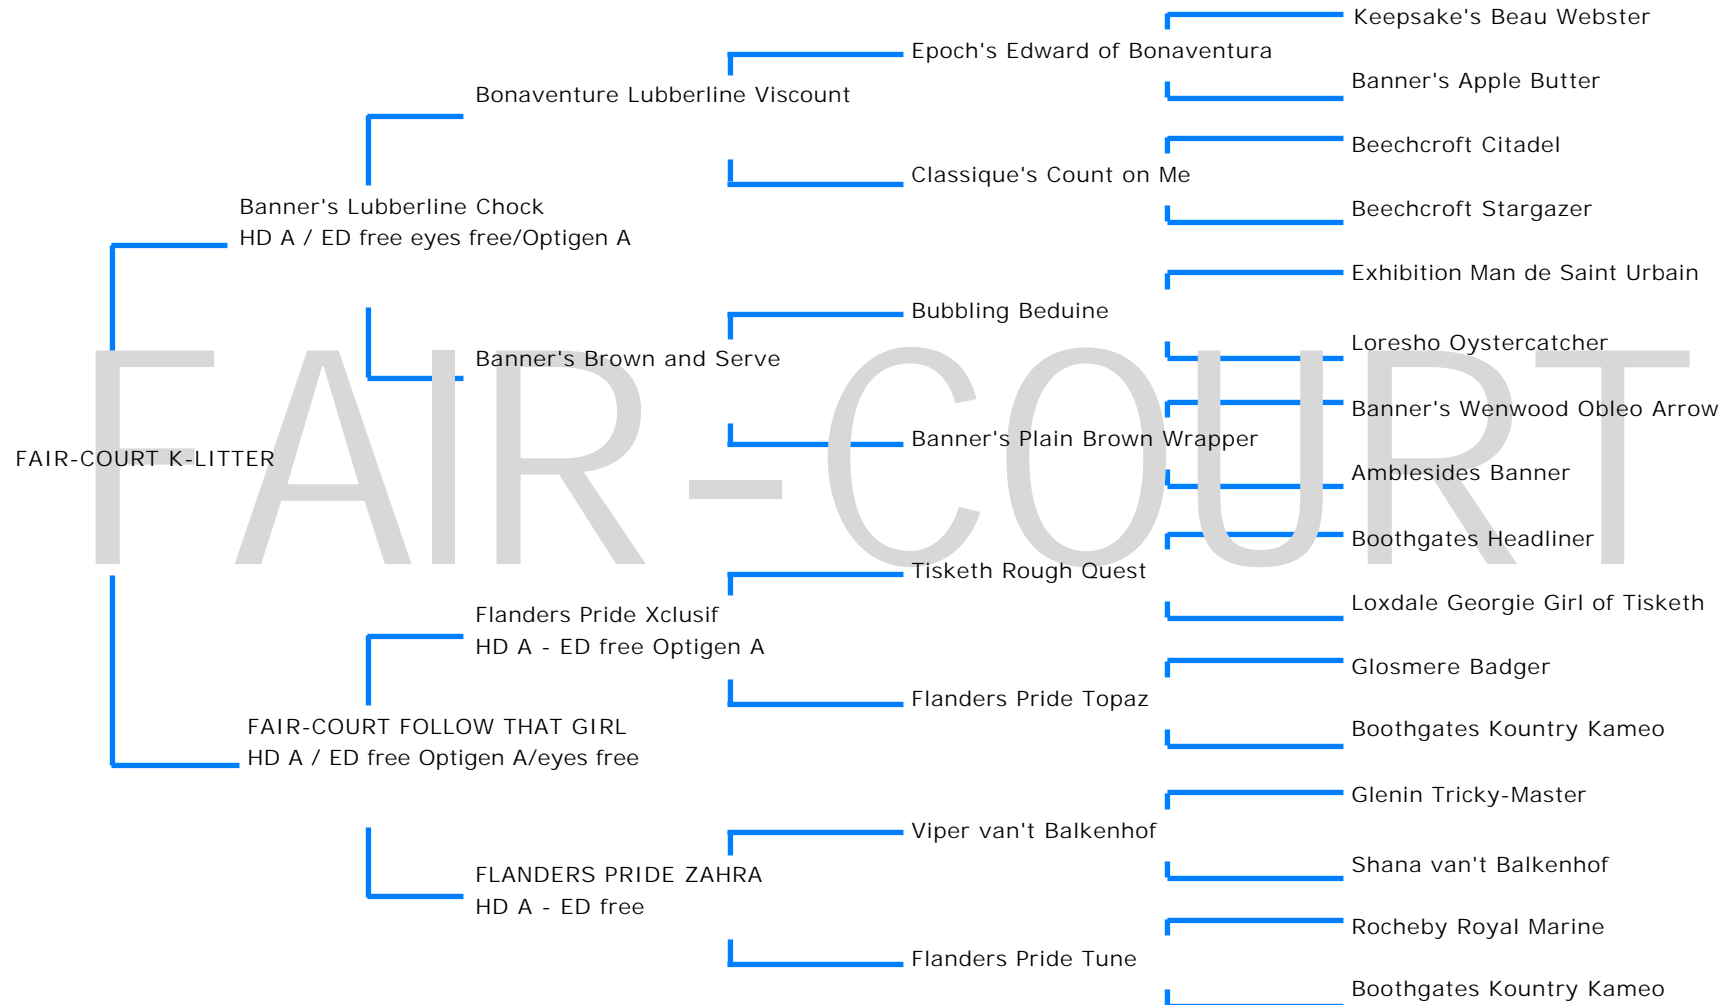 Keepsake's Beau Webster
Epoch's Edward of Bonaventura
Banner's Apple Butter
Bonaventure Lubberline Viscount
Beechcroft Citadel
Classique's Count on Me
Beechcroft Stargazer
Banner's Lubberline Chock
HD A / ED free eyes free/Optigen A
Exhibition Man de Saint Urbain
Bubbling Beduine
Loresho Oystercatcher
Banner's Brown and Serve
Banner's Wenwood Obleo Arrow
Banner's Plain Brown Wrapper
Amblesides Banner
FAIR-COURT K-LITTER
FAIR-COURT
Boothgates Headliner
Tisketh Rough Quest
Loxdale Georgie Girl of Tisketh
Flanders Pride Xclusif
HD A - ED free Optigen A
Glosmere Badger
Flanders Pride Topaz
Boothgates Kountry Kameo
FAIR-COURT FOLLOW THAT GIRL
HD A / ED free Optigen A/eyes free
Glenin Tricky-Master
Viper van't Balkenhof
Shana van't Balkenhof
FLANDERS PRIDE ZAHRA
HD A - ED free
Rocheby Royal Marine
Flanders Pride Tune
Boothgates Kountry Kameo